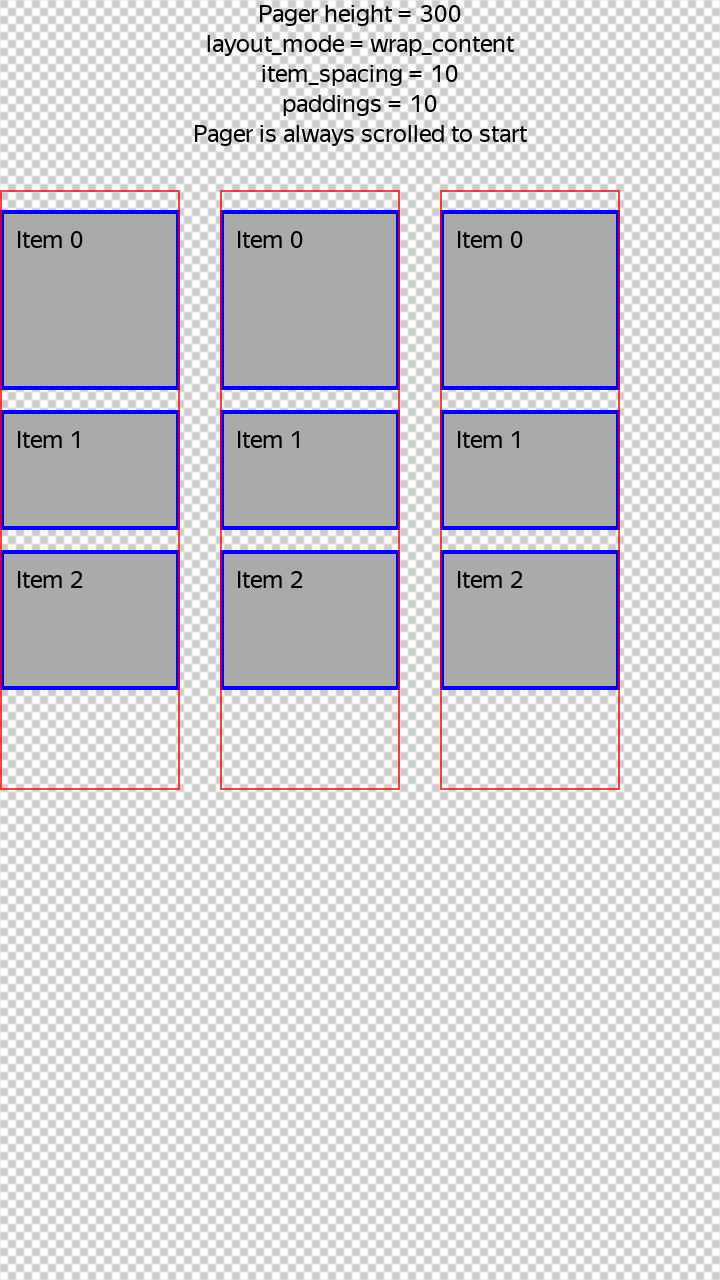 Pager height = 300
layout_mode = wrap_content
item_spacing = 10
paddings = 10
Pager is always scrolled to start
Item 0
Item 1
Item 2
Item 0
Item 1
Item 2
Item 0
Item 1
Item 2